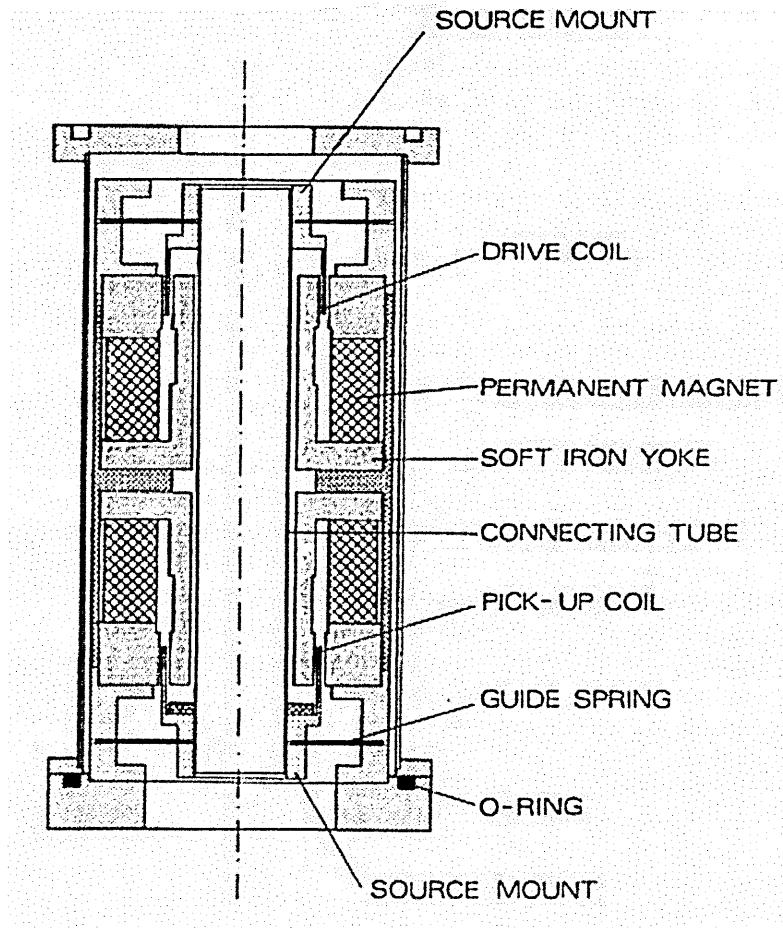 SOURCE MOUNT
DRIVE COIL
PERMANENT MAGNET
SOFT IRON YOKE
CONNECTING TUBE
PICK-UP COIL
GUIDE SPRING
O-RING
SOURCE MOUNT